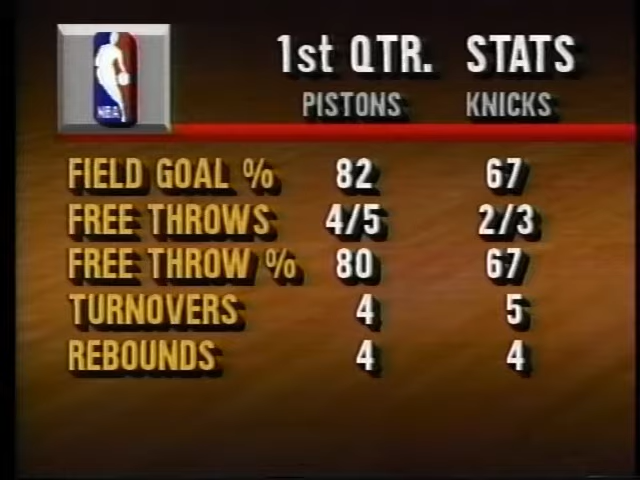 NBA
1st QTR. STATS
PISTONS KNICKS
FIELD GOAL % 82 67
FREE THROWS 4/5 2/3
FREE THROW % 80 67
TURNOVERS 4 5
REBOUNDS 4 4